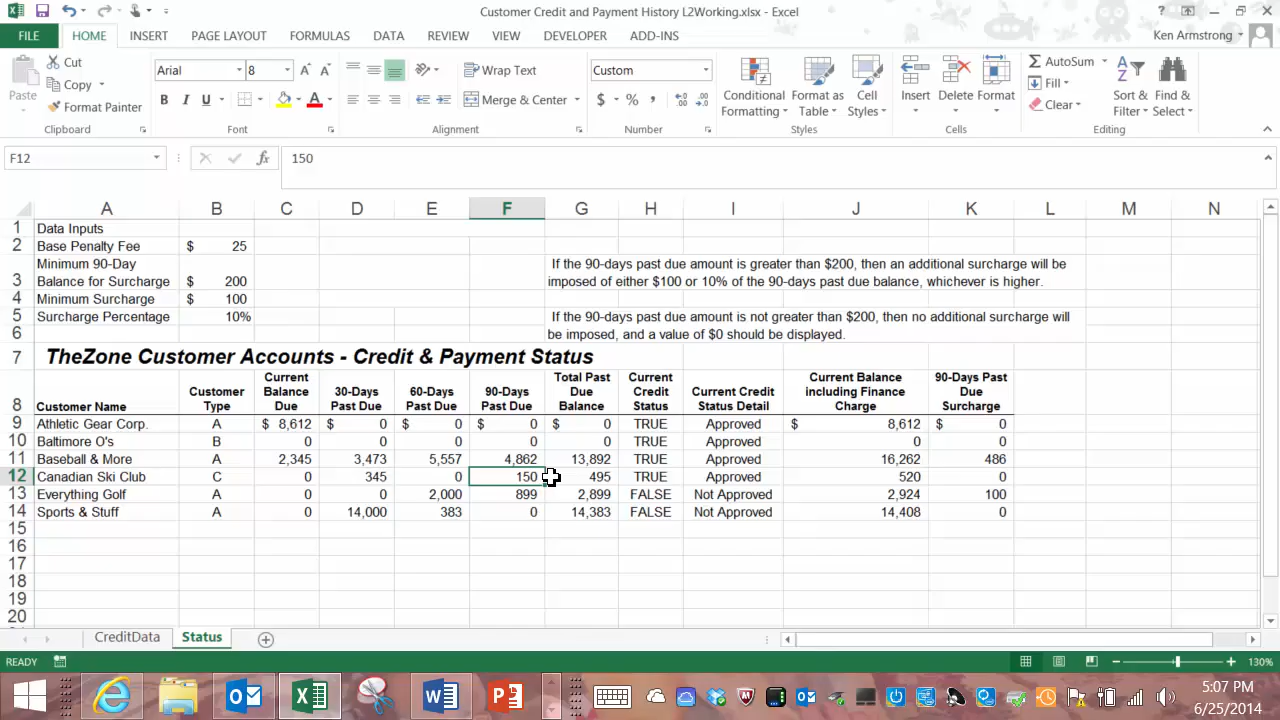 Customer Credit and Payment History L2Working.xlsx - Excel
FILE HOME INSERT PAGE LAYOUT FORMULAS DATA REVIEW VIEW DEVELOPER ADD-INS Ken Armstrong
Cut
Copy
Format Painter
Paste
Arial 8
B I U
Wrap Text
Merge & Center
Custom
$ % ,
Conditional Formatting
Format as Table
Cell Styles
Insert Delete Format
AutoSum
Fill
Clear
Sort & Filter
Find & Select
Clipboard Font Alignment Number Styles Cells Editing
F12 fx 150
A B C D E F G H I J K L M N
1 Data Inputs
2 Base Penalty Fee $ 25
Minimum 90-Day If the 90-days past due amount is greater than $200, then an additional surcharge will be
3 Balance for Surcharge $ 200 imposed of either $100 or 10% of the 90-days past due balance, whichever is higher.
4 Minimum Surcharge $ 100
5 Surcharge Percentage 10% If the 90-days past due amount is not greater than $200, then no additional surcharge will
6 be imposed, and a value of $0 should be displayed.
7 TheZone Customer Accounts - Credit & Payment Status
8 Customer Name Customer Type Current Balance Due 30-Days Past Due 60-Days Past Due 90-Days Past Due Total Past Due Balance Current Credit Status Current Credit Status Detail Current Balance including Finance Charge 90-Days Past Due Surcharge
9 Athletic Gear Corp. A $ 8,612 $ 0 $ 0 $ 0 $ 0 TRUE Approved $ 8,612 $ 0
10 Baltimore O's B 0 0 0 0 0 TRUE Approved 0 0
11 Baseball & More A 2,345 3,473 5,557 4,862 13,892 TRUE Approved 16,262 486
12 Canadian Ski Club C 0 345 0 150 495 TRUE Approved 520 0
13 Everything Golf A 0 0 2,000 899 2,899 FALSE Not Approved 2,924 100
14 Sports & Stuff A 0 14,000 383 0 14,383 FALSE Not Approved 14,408 0
15
16
17
18
19
20
CreditData Status
READY 130%
5:07 PM
6/25/2014